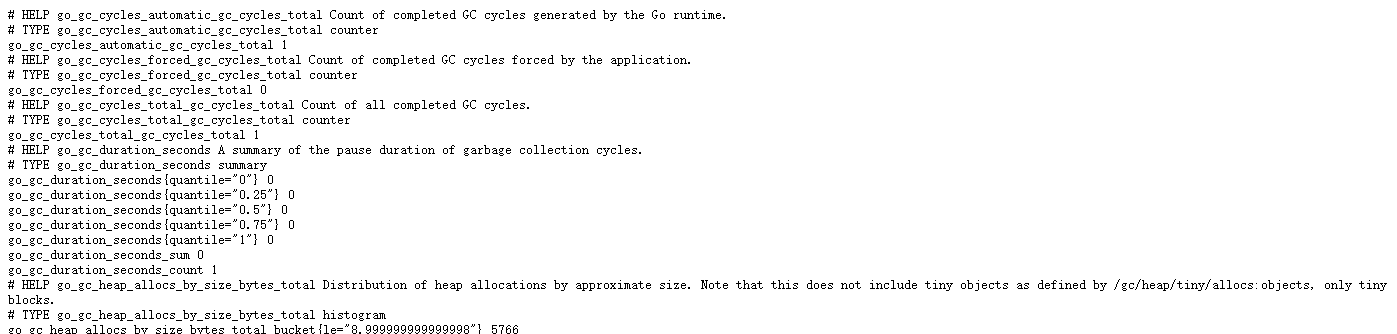 # HELP go_gc_cycles_automatic_gc_cycles_total Count of completed GC cycles generated by the Go runtime.
# TYPE go_gc_cycles_automatic_gc_cycles_total counter
go_gc_cycles_automatic_gc_cycles_total 1
# HELP go_gc_cycles_forced_gc_cycles_total Count of completed GC cycles forced by the application.
# TYPE go_gc_cycles_forced_gc_cycles_total counter
go_gc_cycles_forced_gc_cycles_total 0
# HELP go_gc_cycles_total_gc_cycles_total Count of all completed GC cycles.
# TYPE go_gc_cycles_total_gc_cycles_total counter
go_gc_cycles_total_gc_cycles_total 1
# HELP go_gc_duration_seconds A summary of the pause duration of garbage collection cycles.
# TYPE go_gc_duration_seconds summary
go_gc_duration_seconds{quantile="0"} 0
go_gc_duration_seconds{quantile="0.25"} 0
go_gc_duration_seconds{quantile="0.5"} 0
go_gc_duration_seconds{quantile="0.75"} 0
go_gc_duration_seconds{quantile="1"} 0
go_gc_duration_seconds_sum 0
go_gc_duration_seconds_count 1
# HELP go_gc_heap_allocs_by_size_bytes_total Distribution of heap allocations by approximate size. Note that this does not include tiny objects as defined by /gc/heap/tiny/allocs:objects, only tiny
blocks.
# TYPE go_gc_heap_allocs_by_size_bytes_total histogram
go_gc_heap_allocs_by_size_bytes_total_bucket{le="8.999999999999998"} 5766